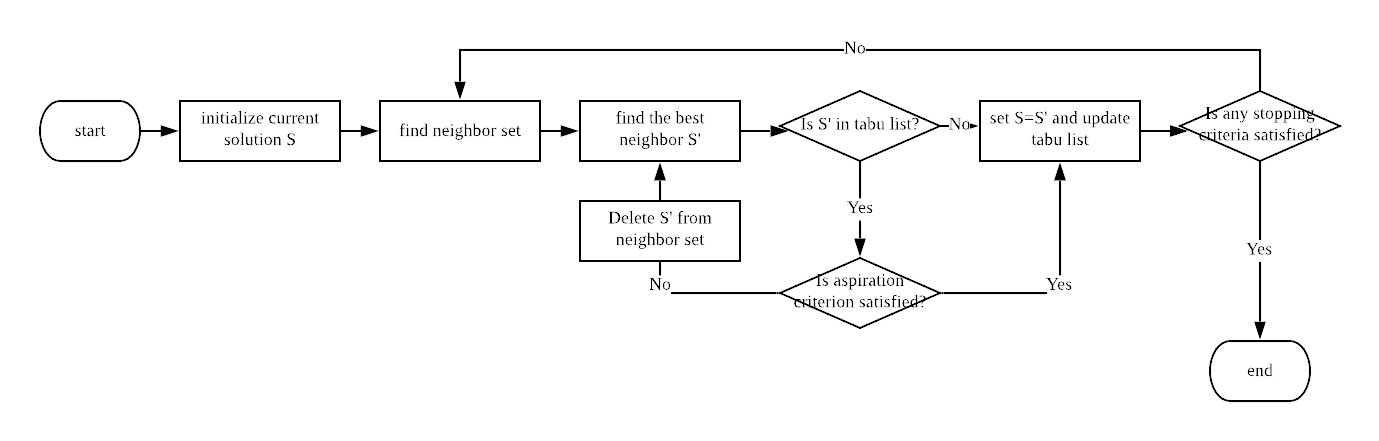 No
start
initialize current
solution S
find neighbor set
find the best
neighbor S'
Is S' in tabu list?
No
set S=S' and update
tabu list
Is any stopping
criteria satisfied?
Delete S' from
neighbor set
Yes
Is aspiration
criterion satisfied?
No
Yes
Yes
end